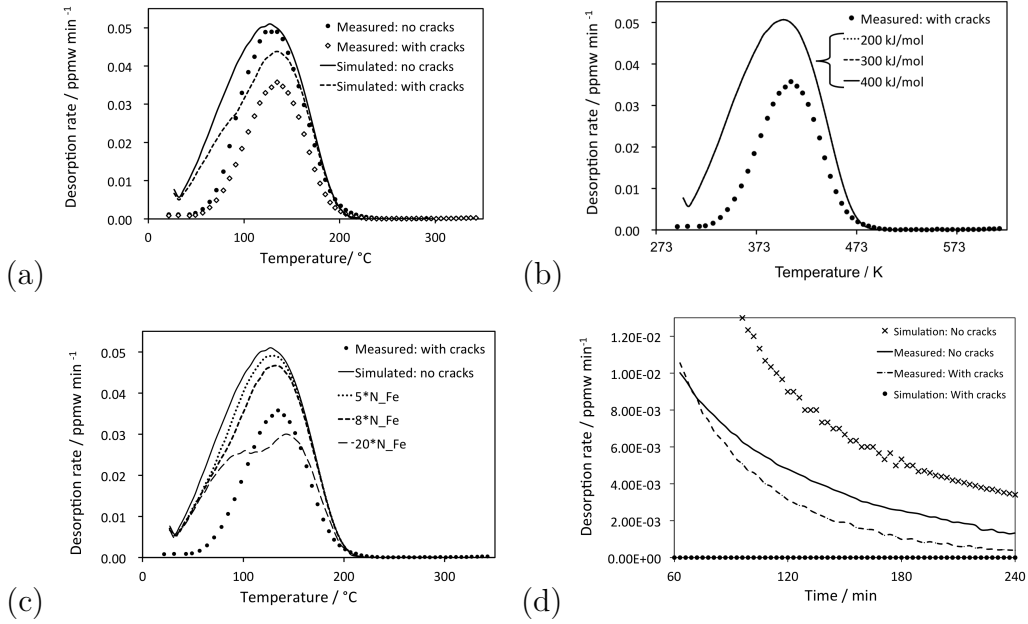 (a)
Desorption rate / ppmw min -1
0.05
0.04
0.03
0.02
0.01
0.00
0
100
200
300
Temperature/ °C
Measured: no cracks
Measured: with cracks
Simulated: no cracks
Simulated: with cracks
(b)
Desorption rate / ppmw min -1
0.05
0.04
0.03
0.02
0.01
0.00
273
373
473
573
Temperature / K
Measured: with cracks
200 kJ/mol
300 kJ/mol
400 kJ/mol
(c)
Desorption rate / ppmw min -1
0.05
0.04
0.03
0.02
0.01
0.00
0
100
200
300
Temperature / °C
Measured: with cracks
Simulated: no cracks
5*N_Fe
8*N_Fe
20*N_Fe
(d)
Desorption rate / ppmw min -1
1.20E-02
1.00E-02
8.00E-03
6.00E-03
4.00E-03
2.00E-03
0.00E+00
60
120
180
240
Time / min
Simulation: No cracks
Measured: No cracks
Measured: With cracks
Simulation: With cracks